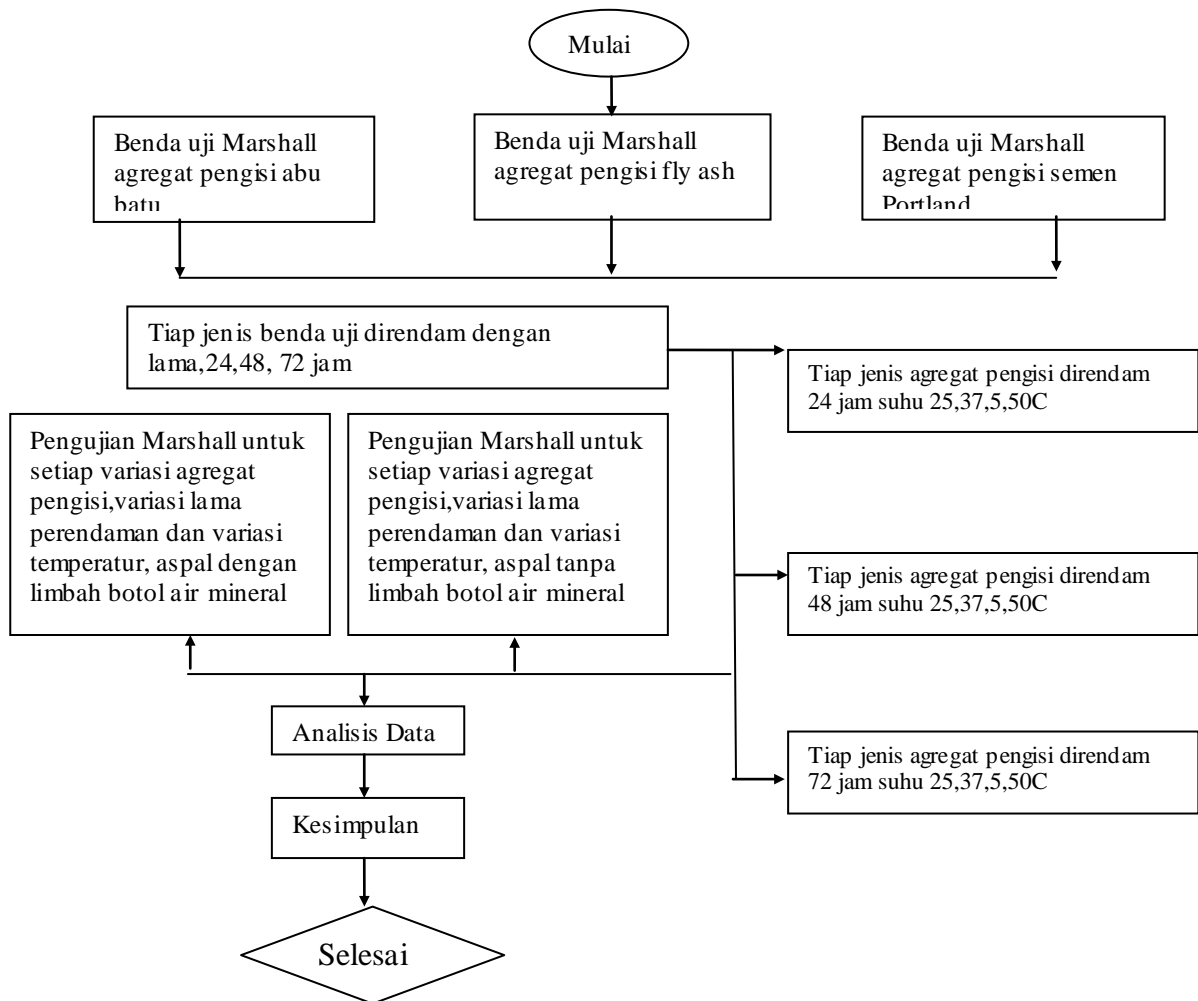 Mulai
Benda uji Marshall
agregat pengisi abu
batu
Benda uji Marshall
agregat pengisi fly ash
Benda uji Marshall
agregat pengisi semen
Portland
Tiap jenis benda uji direndam dengan
lama,24,48, 72 jam
Tiap jenis agregat pengisi direndam
24 jam suhu 25,37,5,50C
Pengujian Marshall untuk
setiap variasi agregat
pengisi,variasi lama
perendaman dan variasi
temperatur, aspal dengan
limbah botol air mineral
Pengujian Marshall untuk
setiap variasi agregat
pengisi,variasi lama
perendaman dan variasi
temperatur, aspal tanpa
limbah botol air mineral
Tiap jenis agregat pengisi direndam
48 jam suhu 25,37,5,50C
Tiap jenis agregat pengisi direndam
72 jam suhu 25,37,5,50C
Analisis Data
Kesimpulan
Selesai